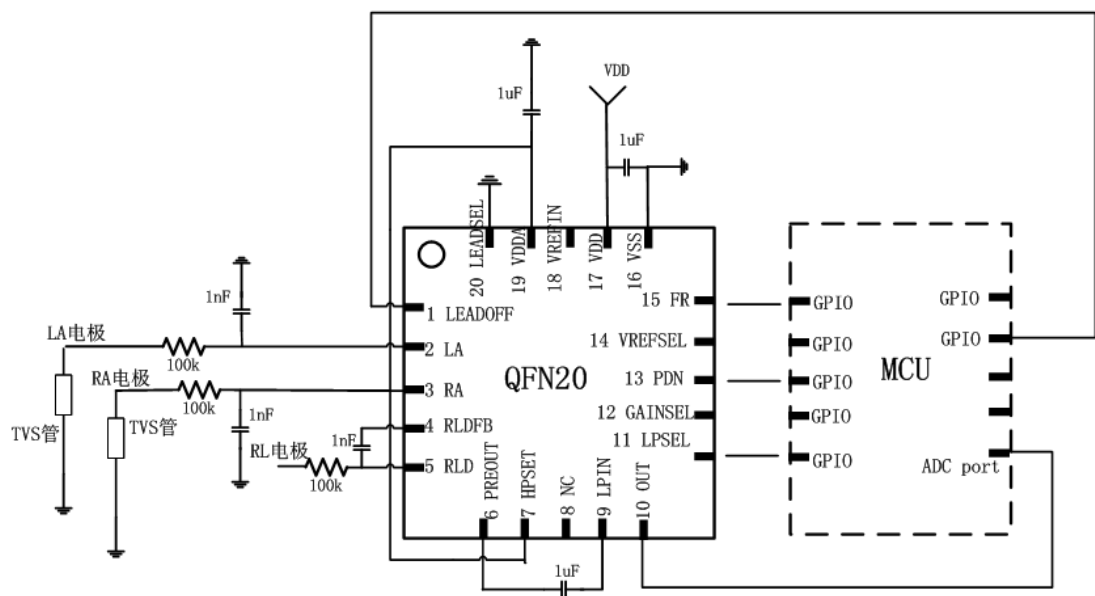 VDD
1uF
1uF
20 LEADSEL
19 VDDA
18 VREFIN
17 VDD
16 VSS
1nF
LA电极
100k
RA电极
100k
1nF
TVS管
TVS管
RL电极
1nF
100k
1 LEADOFF
2 LA
3 RA
4 RLDFB
5 RLD
QFN20
15 FR
14 VREFSEL
13 PDN
12 GAINSEL
11 LPSEL
6 PREOUT
7 HPSET
8 NC
9 LPIN
10 OUT
1uF
GPIO
GPIO
GPIO
GPIO
GPIO
GPIO
GPIO
MCU
ADC port